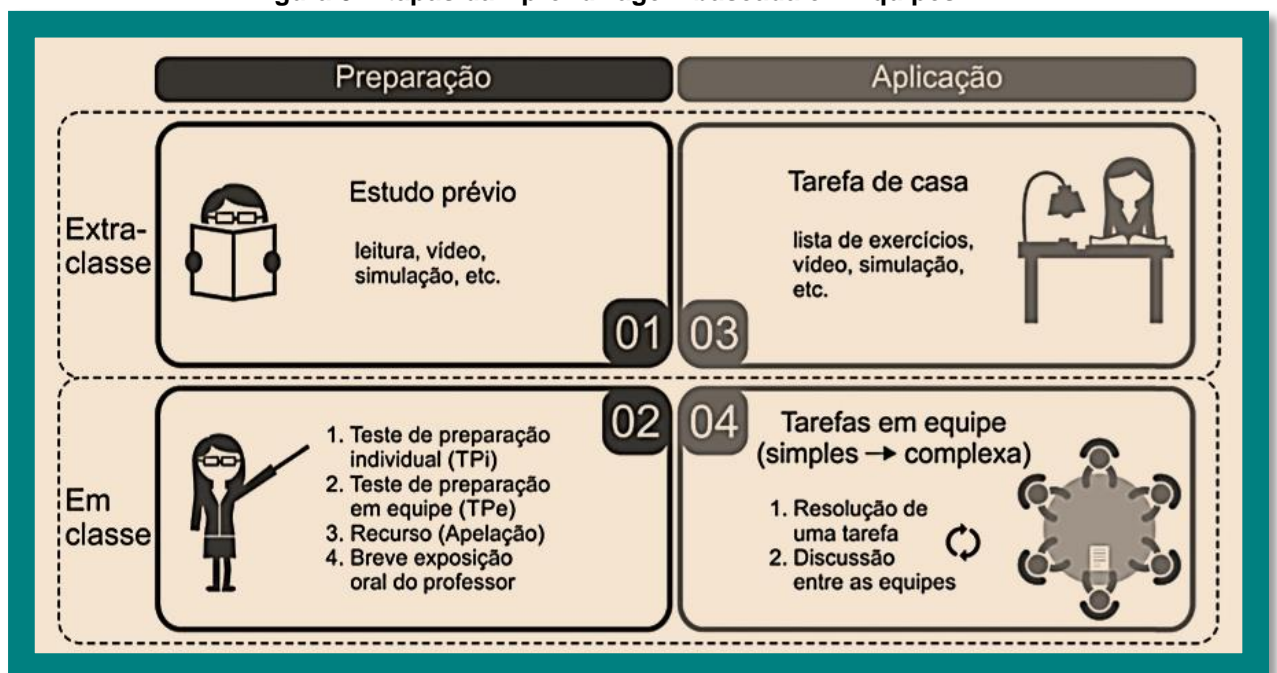 Preparação
Aplicação
Extra-
classe
Estudo prévio
leitura, vídeo,
simulação, etc.
01
03
Tarefa de casa
lista de exercícios,
vídeo, simulação,
etc.
Em
classe
02
1. Teste de preparação
individual (TPi)
2. Teste de preparação
em equipe (TPe)
3. Recurso (Apelação)
4. Breve exposição
oral do professor
04
Tarefas em equipe
(simples → complexa)
1. Resolução de
uma tarefa
2. Discussão
entre as equipes